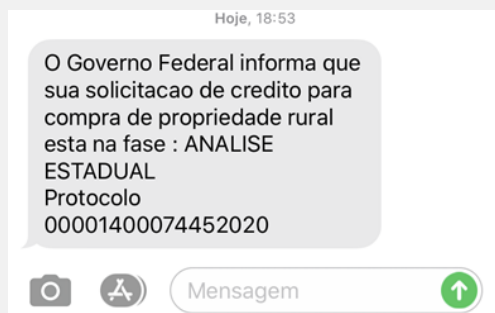 Hoje, 18:53
O Governo Federal informa que
sua solicitacao de credito para
compra de propriedade rural
esta na fase : ANALISE
ESTADUAL
Protocolo
00001400074452020
Mensagem